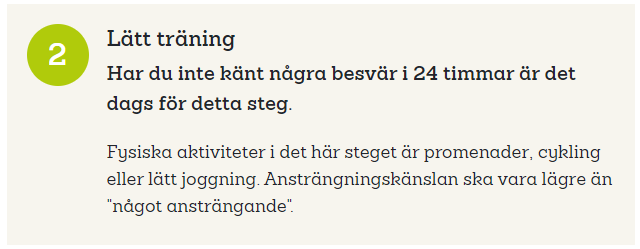 2
Lätt träning
Har du inte känt några besvär i 24 timmar är det
dags för detta steg.
Fysiska aktiviteter i det här steget är promenader, cykling
eller lätt joggning. Ansträngningskänslan ska vara lägre än
"något ansträngande".